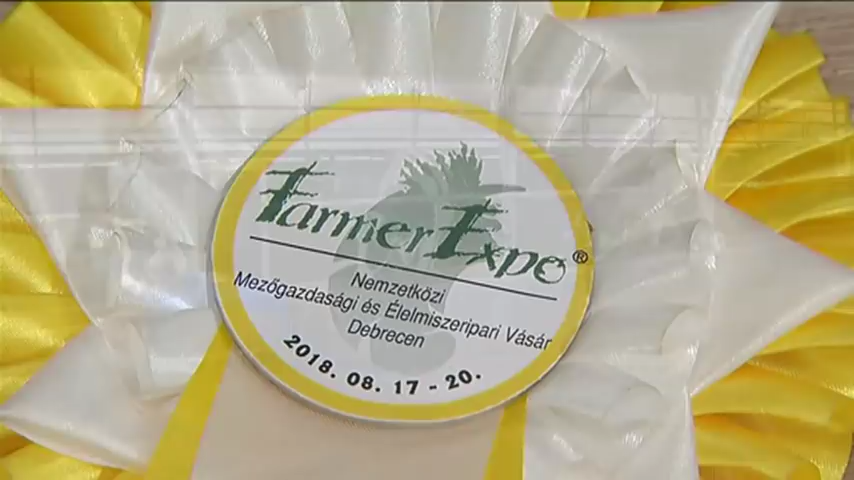 FarmerExpo®
Nemzetközi
Mezőgazdasági és Élelmiszeripari Vásár
Debrecen
2018. 08. 17 - 20.